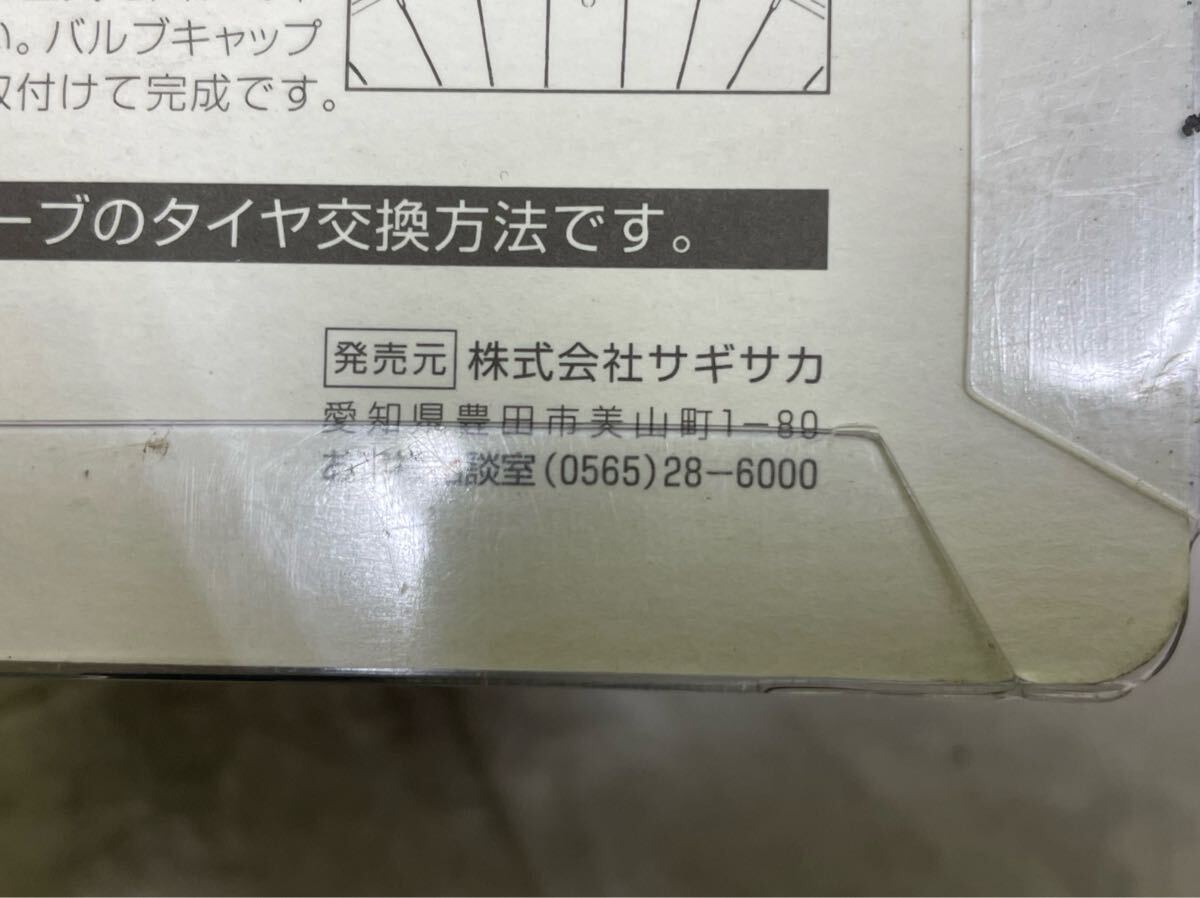 い。バルブキャップ
取付けて完成です。
ーブのタイヤ交換方法です。
発売元 株式会社サギサカ
愛知県豊田市美山町1-80
談室(0565)28-6000